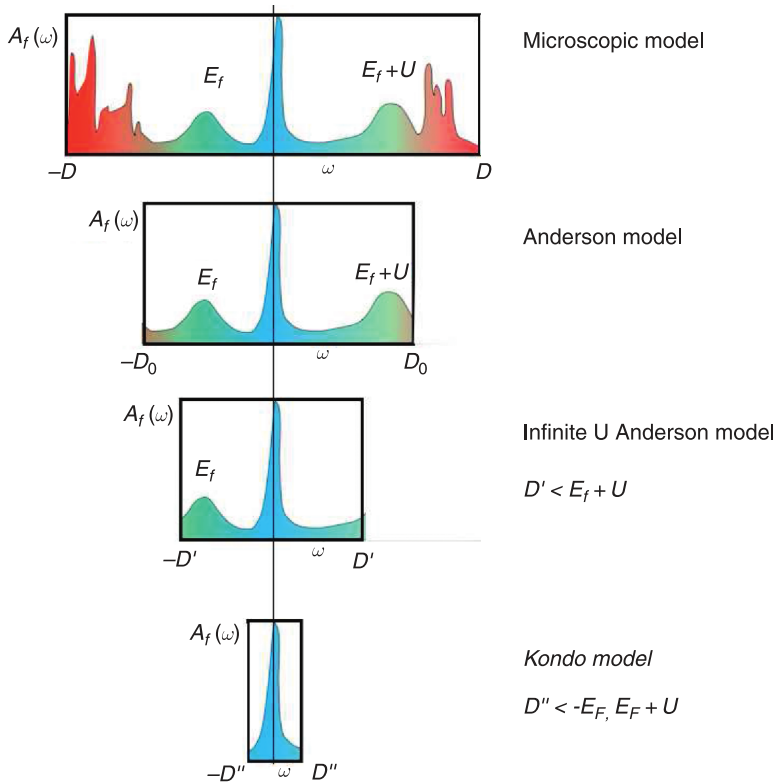 A_f(ω) E_f E_f+U Microscopic model
–D ω D
A_f(ω) E_f E_f+U Anderson model
–D_0 ω D_0
A_f(ω) E_f Infinite U Anderson model
D' < E_f + U
–D' ω D'
A_f(ω) Kondo model
D" < -E_F, E_F + U
–D" ω D"